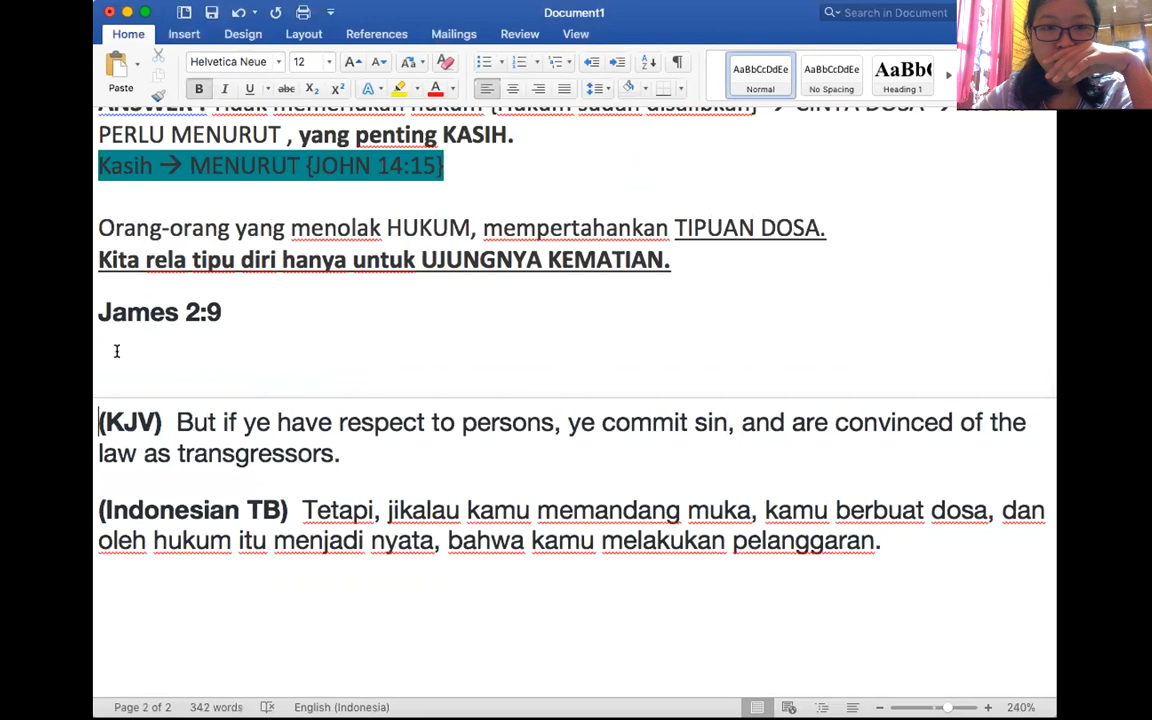 Document1
Search in Document
Home Insert Design Layout References Mailings Review View
Paste
Helvetica Neue 12
AaBbCcDdEe AaBbCcDdEe AaBb(
Normal No Spacing Heading 1
PERLU MENURUT , yang penting KASIH.
Kasih → MENURUT {JOHN 14:15}
Orang-orang yang menolak HUKUM, mempertahankan TIPUAN DOSA.
Kita rela tipu diri hanya untuk UJUNGNYA KEMATIAN.
James 2:9
(KJV) But if ye have respect to persons, ye commit sin, and are convinced of the
law as transgressors.
(Indonesian TB) Tetapi, jikalau kamu memandang muka, kamu berbuat dosa, dan
oleh hukum itu menjadi nyata, bahwa kamu melakukan pelanggaran.
Page 2 of 2 342 words English (Indonesia) 240%